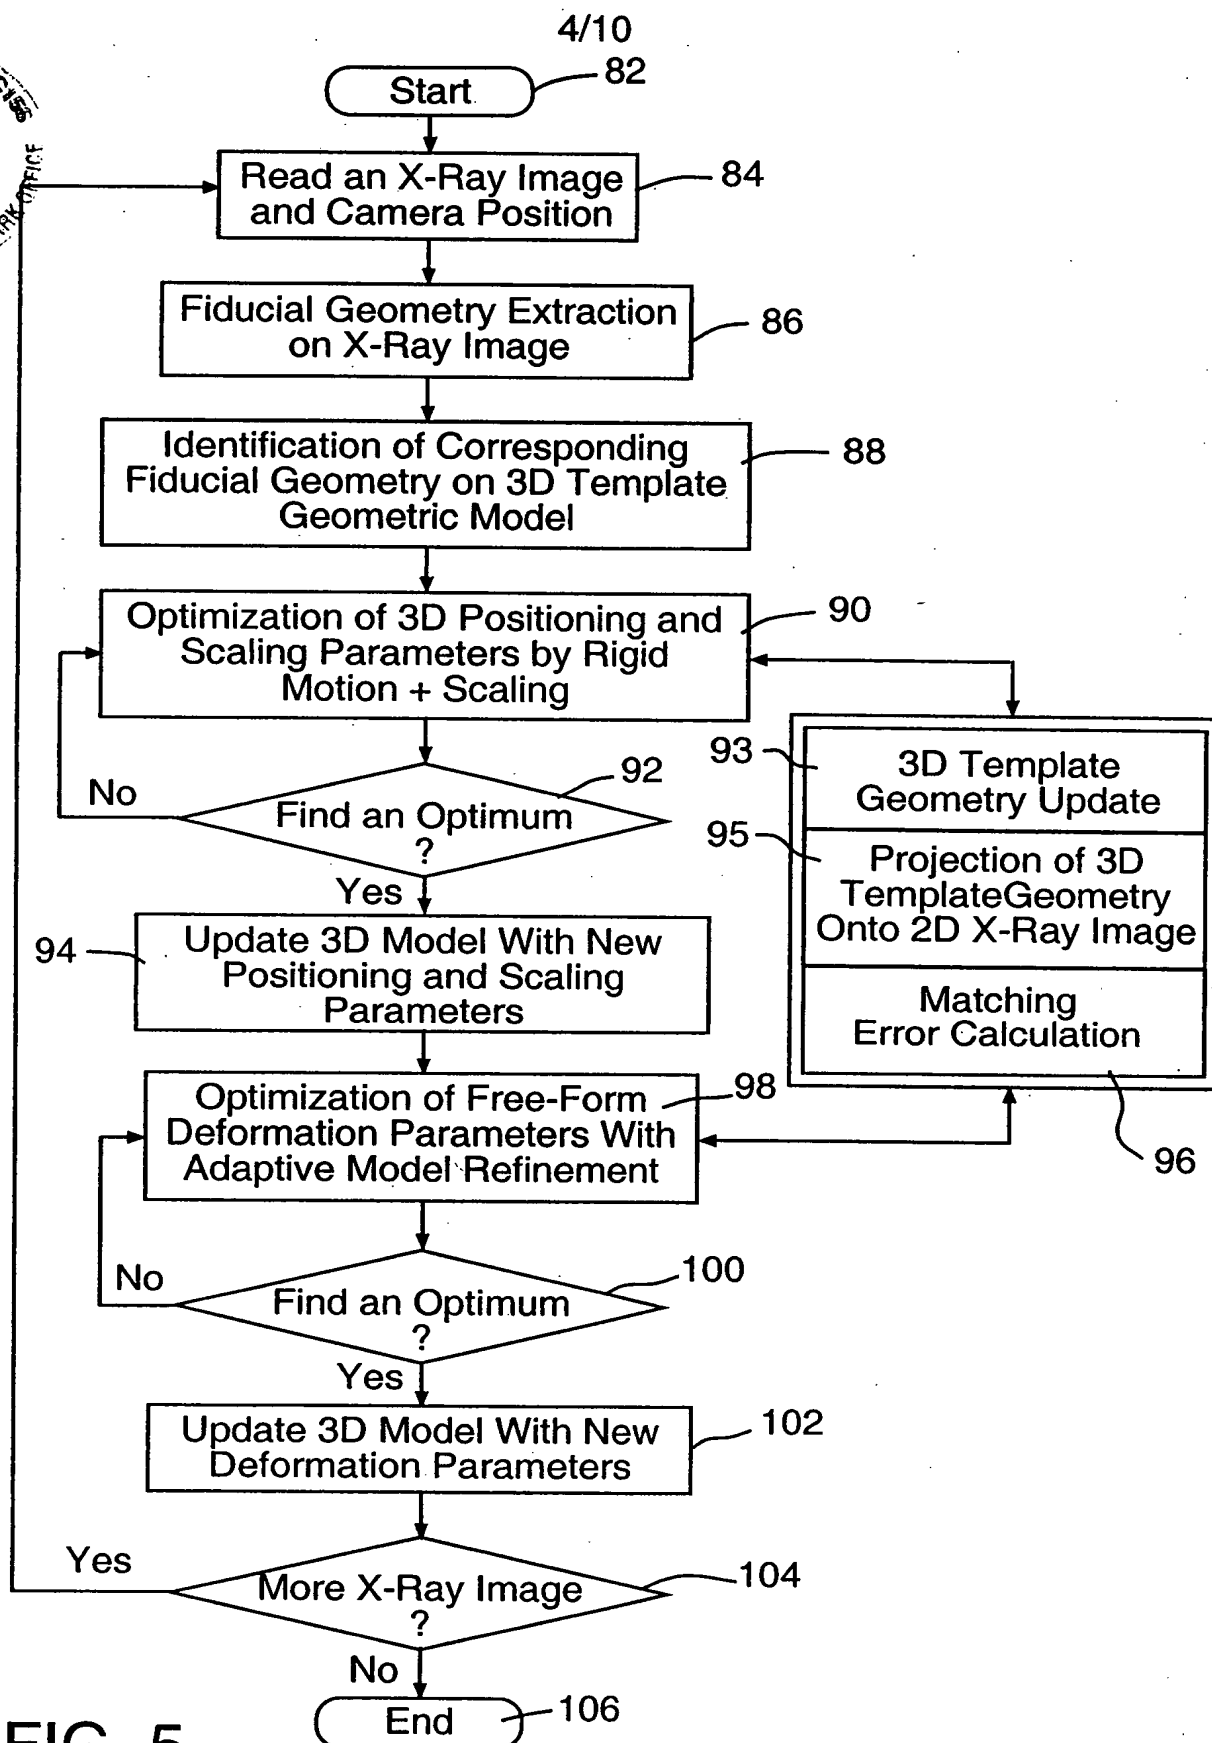 4/10
Start
82
Read an X-Ray Image
and Camera Position
84
Fiducial Geometry Extraction
on X-Ray Image
86
Identification of Corresponding
Fiducial Geometry on 3D Template
Geometric Model
88
Optimization of 3D Positioning and
Scaling Parameters by Rigid
Motion + Scaling
90
No
Find an Optimum
?
92
Yes
93
3D Template
Geometry Update
95
Projection of 3D
TemplateGeometry
Onto 2D X-Ray Image
Matching
Error Calculation
96
94
Update 3D Model With New
Positioning and Scaling
Parameters
Optimization of Free-Form
Deformation Parameters With
Adaptive Model Refinement
98
No
Find an Optimum
?
100
Yes
Update 3D Model With New
Deformation Parameters
102
Yes
More X-Ray Image
?
104
No
End
106
FIG. 5
OFFICE